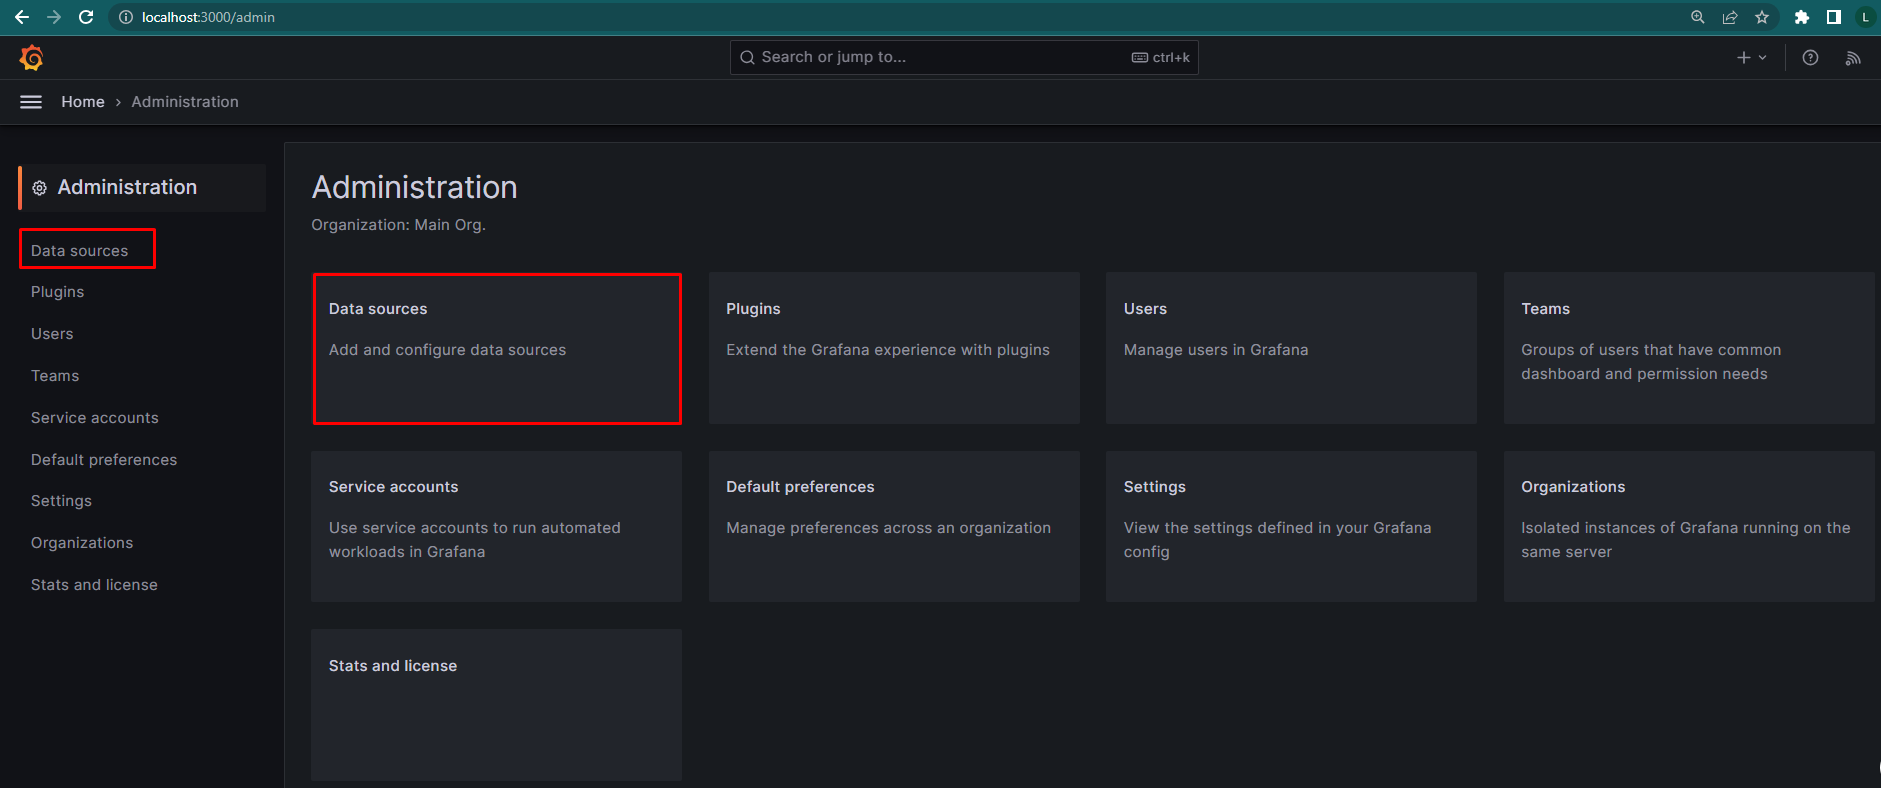 localhost:3000/admin
L
Search or jump to...
ctrl+k
Home › Administration
Administration
Data sources
Plugins
Users
Teams
Service accounts
Default preferences
Settings
Organizations
Stats and license
Administration
Organization: Main Org.
Data sources
Add and configure data sources
Plugins
Extend the Grafana experience with plugins
Users
Manage users in Grafana
Teams
Groups of users that have common
dashboard and permission needs
Service accounts
Use service accounts to run automated
workloads in Grafana
Default preferences
Manage preferences across an organization
Settings
View the settings defined in your Grafana
config
Organizations
Isolated instances of Grafana running on the
same server
Stats and license